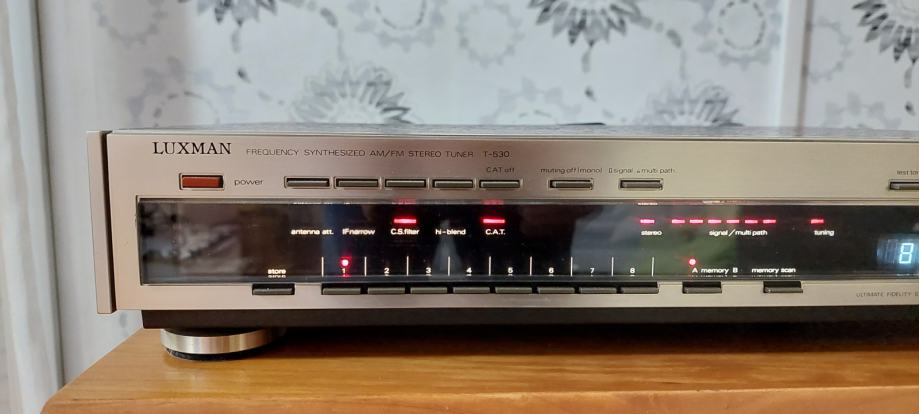 LUXMAN FREQUENCY SYNTHESIZED AM/FM STEREO TUNER T-530
C.A.T. off muting off/mono signal multi path
test
power
antenna att. IF narrow C.S. filter hi-blend C.A.T. stereo signal/multi path tuning
store 1 2 3 4 5 6 7 8 A memory B memory scan
8
ULTIMATE FIDELITY